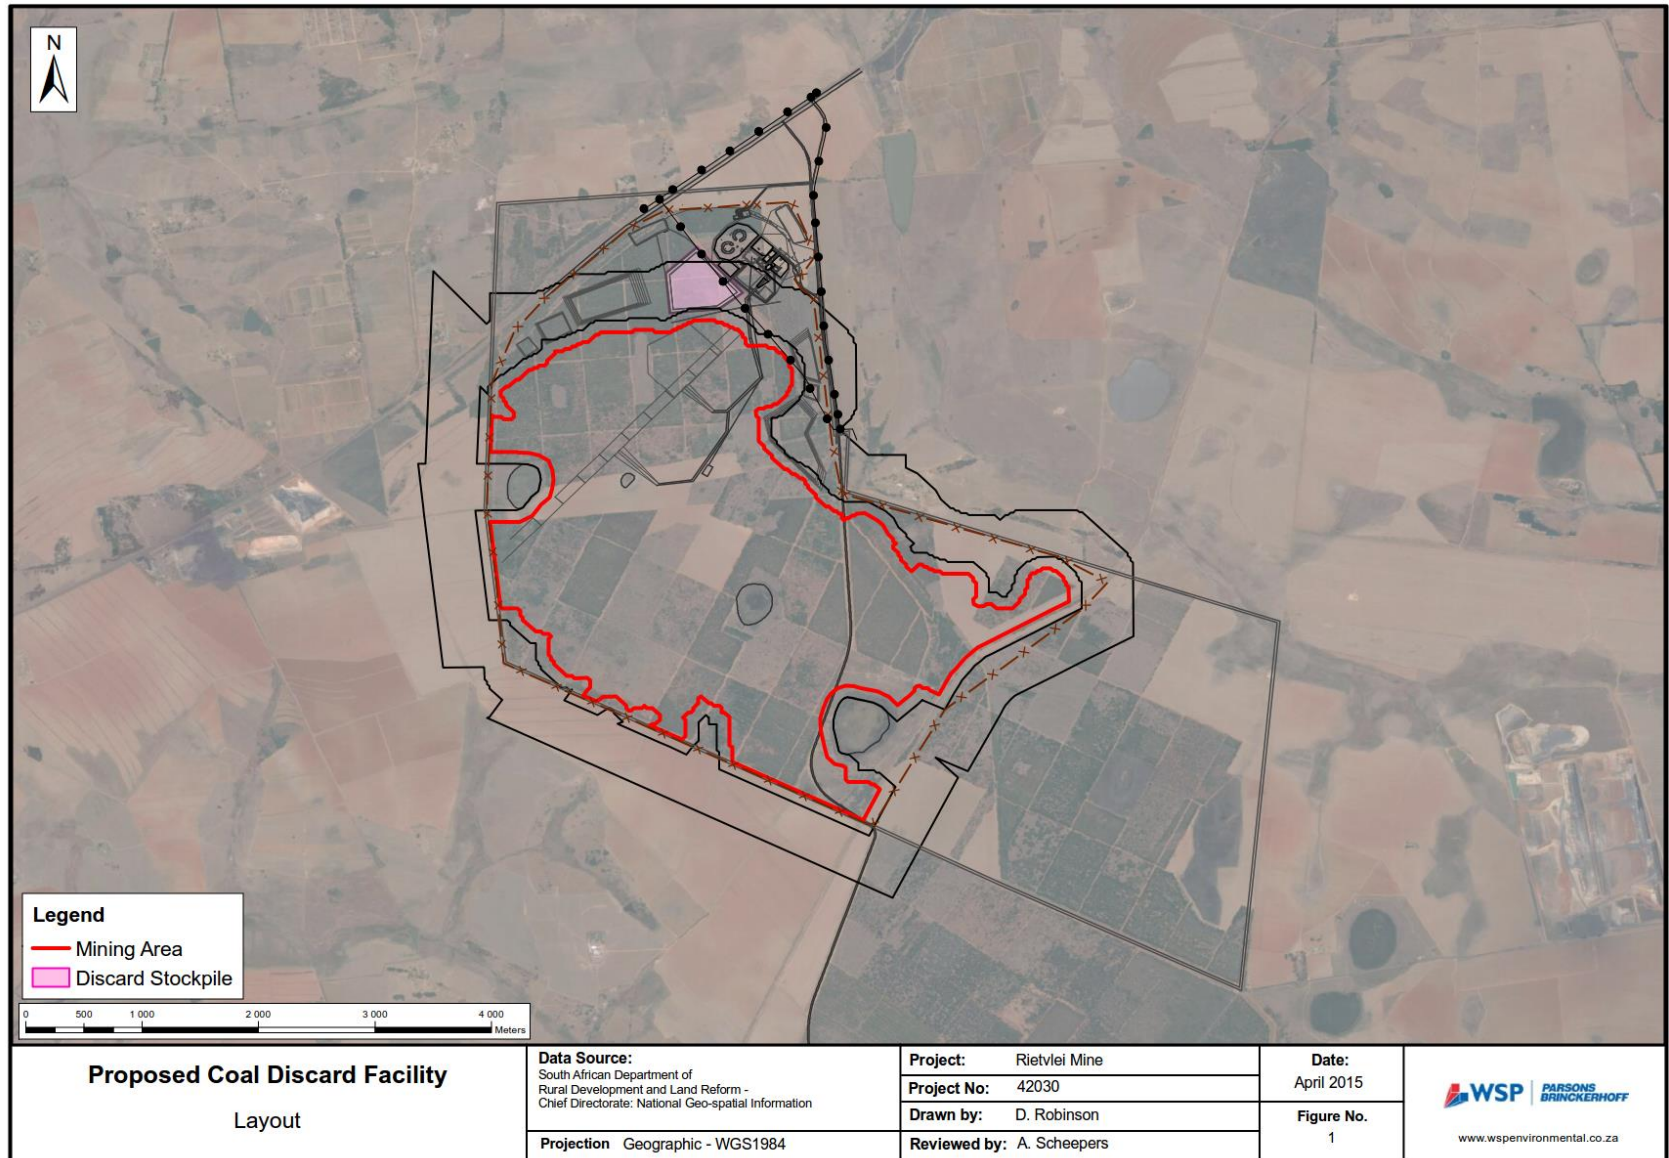 N
Legend
Mining Area
Discard Stockpile
0 500 1 000 2 000 3 000 4 000
Meters
Proposed Coal Discard Facility
Layout
Data Source:
South African Department of
Rural Development and Land Reform -
Chief Directorate: National Geo-spatial Information
Projection Geographic - WGS1984
Project: Rietvlei Mine
Project No: 42030
Drawn by: D. Robinson
Reviewed by: A. Scheepers
Date:
April 2015
Figure No.
1
WSP PARSONS
BRINCKERHOFF
www.wspenvironmental.co.za